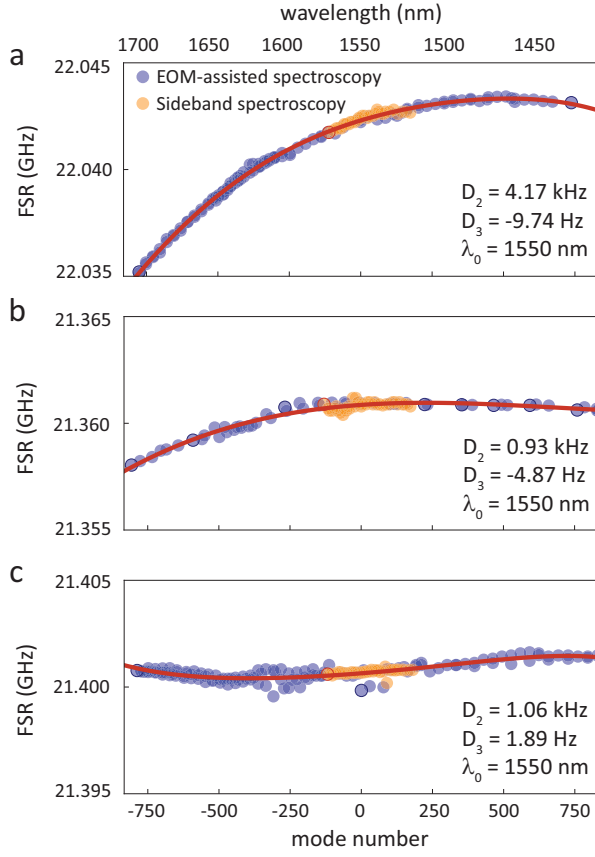 wavelength (nm)
1700 1650 1600 1550 1500 1450
a
22.045
22.040
22.035
FSR (GHz)
EOM-assisted spectroscopy
Sideband spectroscopy
D₂ = 4.17 kHz
D₃ = -9.74 Hz
λ₀ = 1550 nm
b
21.365
21.360
21.355
FSR (GHz)
D₂ = 0.93 kHz
D₃ = -4.87 Hz
λ₀ = 1550 nm
c
21.405
21.400
21.395
FSR (GHz)
D₂ = 1.06 kHz
D₃ = 1.89 Hz
λ₀ = 1550 nm
-750 -500 -250 0 250 500 750
mode number